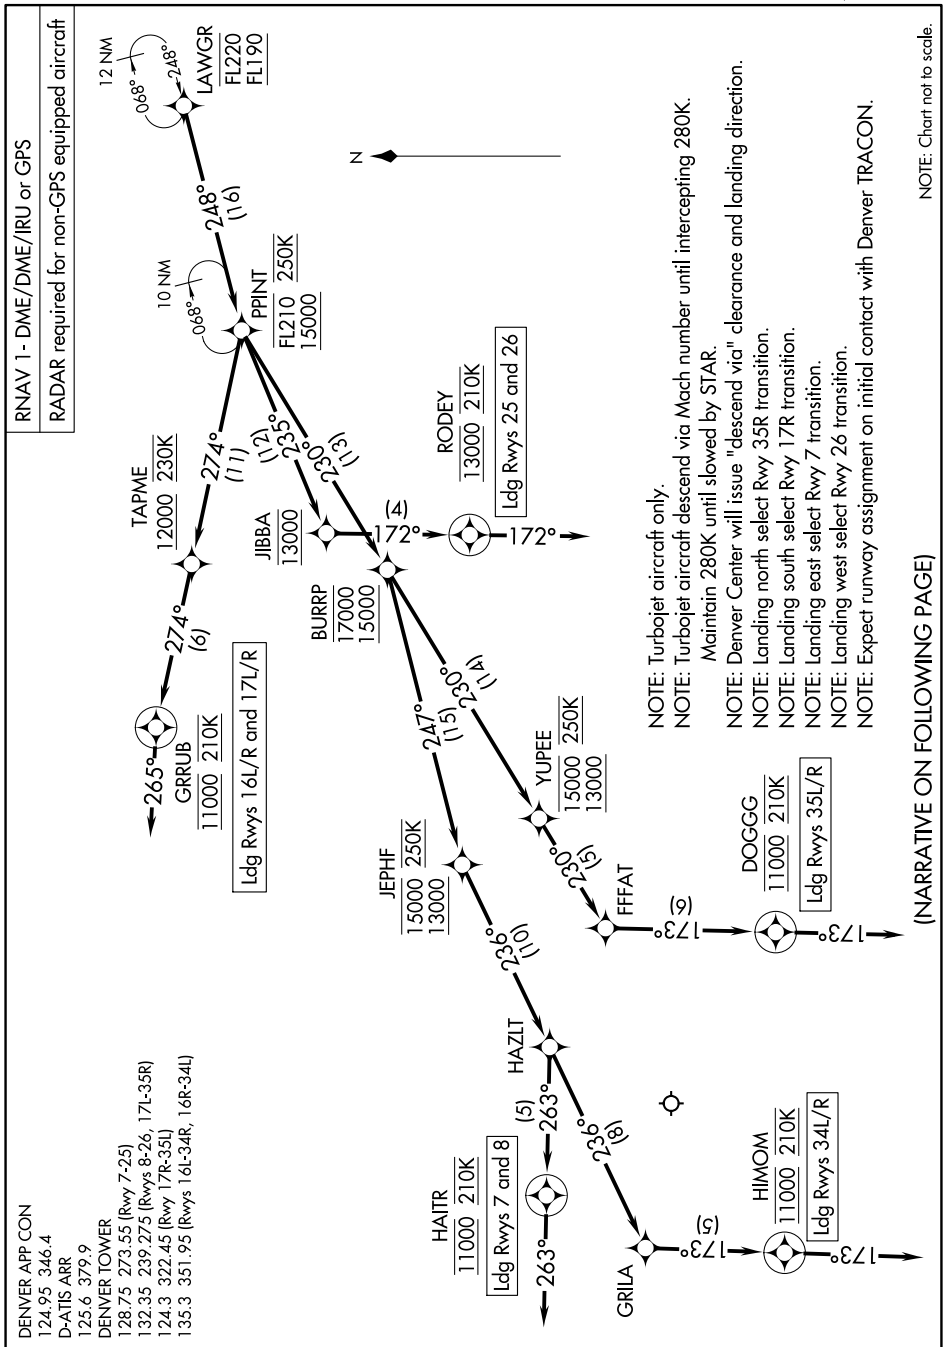 RNAV 1 - DME/DME/IRU or GPS
RADAR required for non-GPS equipped aircraft
DENVER APP CON
124.95 346.4
D-ATIS ARR
125.6 379.9
DENVER TOWER
128.75 273.55 (Rwy 7-25)
132.35 239.275 (Rwys 8-26, 17L-35R)
124.3 322.45 (Rwy 17R-35L)
135.3 351.95 (Rwys 16L-34R, 16R-34L)
12 NM
068°
248°
LAWGR
FL220
FL190
248°
(16)
10 NM
068°
PPINT
FL210 250K
15000
N
TAPME
12000 230K
274°
(11)
274°
(6)
GRRUB
11000 210K
265°
Ldg Rwys 16L/R and 17L/R
(12)
235°
230°
(13)
JIBBA
13000
(4)
172°
RODEY
13000 210K
Ldg Rwys 25 and 26
172°
BURRP
17000
15000
247°
(15)
230°
(14)
JEPHF
15000 250K
13000
YUPEE
15000 250K
13000
236°
(10)
230°
(5)
FFFAT
173°
(6)
DOGGG
11000 210K
Ldg Rwys 35L/R
173°
HAZLT
(5)
263°
HAITR
11000 210K
Ldg Rwys 7 and 8
263°
236°
(8)
GRILA
173°
(5)
HIMOM
11000 210K
Ldg Rwys 34L/R
173°
NOTE: Turbojet aircraft only.
NOTE: Turbojet aircraft descend via Mach number until intercepting 280K.
Maintain 280K until slowed by STAR.
NOTE: Denver Center will issue "descend via" clearance and landing direction.
NOTE: Landing north select Rwy 35R transition.
NOTE: Landing south select Rwy 17R transition.
NOTE: Landing east select Rwy 7 transition.
NOTE: Landing west select Rwy 26 transition.
NOTE: Expect runway assignment on initial contact with Denver TRACON.
(NARRATIVE ON FOLLOWING PAGE)
NOTE: Chart not to scale.